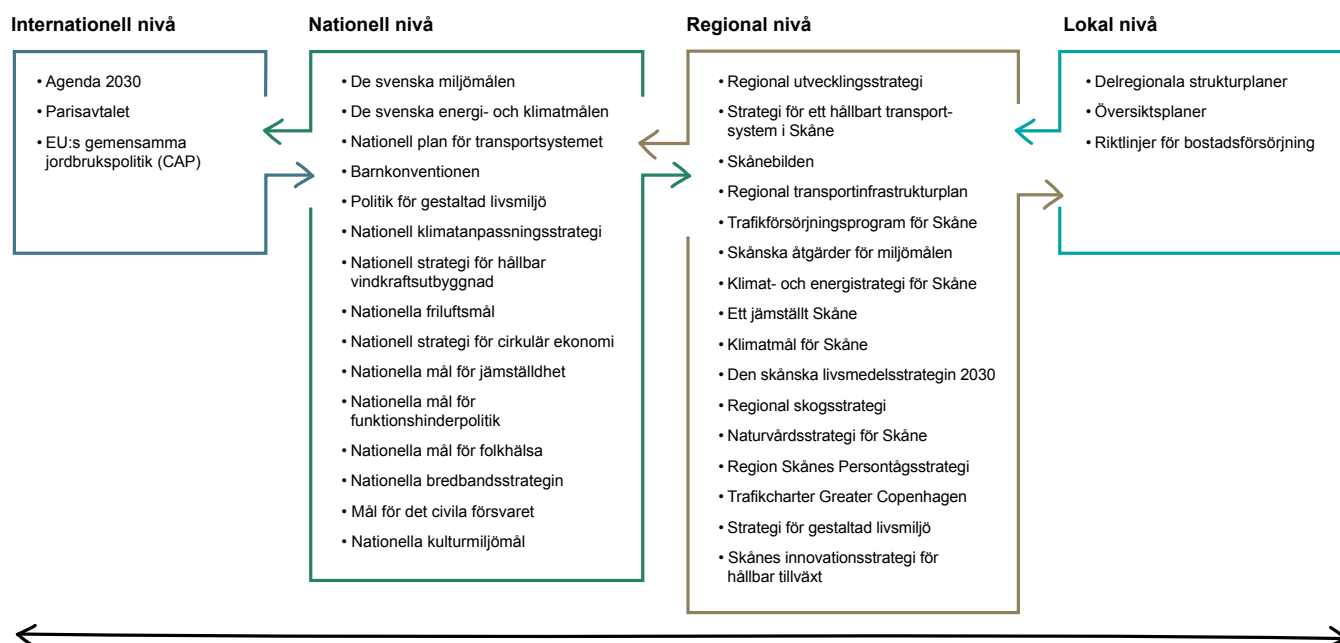 Internationell nivå
• Agenda 2030
• Parisavtalet
• EU:s gemensamma
jordbrukspolitik (CAP)
Nationell nivå
• De svenska miljömålen
• De svenska energi- och klimatmålen
• Nationell plan för transportsystemet
• Barnkonventionen
• Politik för gestaltad livsmiljö
• Nationell klimatanpassningsstrategi
• Nationell strategi för hållbar
vindkraftsutbyggnad
• Nationella friluftsmål
• Nationell strategi för cirkulär ekonomi
• Nationella mål för jämställdhet
• Nationella mål för
funktionshinderpolitik
• Nationella mål för folkhälsa
• Nationella bredbandsstrategin
• Mål för det civila försvaret
• Nationella kulturmiljömål
Regional nivå
• Regional utvecklingsstrategi
• Strategi för ett hållbart transport-
system i Skåne
• Skånebilden
• Regional transportinfrastrukturplan
• Trafikförsörjningsprogram för Skåne
• Skånska åtgärder för miljömålen
• Klimat- och energistrategi för Skåne
• Ett jämställt Skåne
• Klimatmål för Skåne
• Den skånska livsmedelsstrategin 2030
• Regional skogsstrategi
• Naturvårdsstrategi för Skåne
• Region Skånes Persontågsstrategi
• Trafikcharter Greater Copenhagen
• Strategi för gestaltad livsmiljö
• Skånes innovationsstrategi för
hållbar tillväxt
Lokal nivå
• Delregionala strukturplaner
• Översiktsplaner
• Riktlinjer för bostadsförsörjning